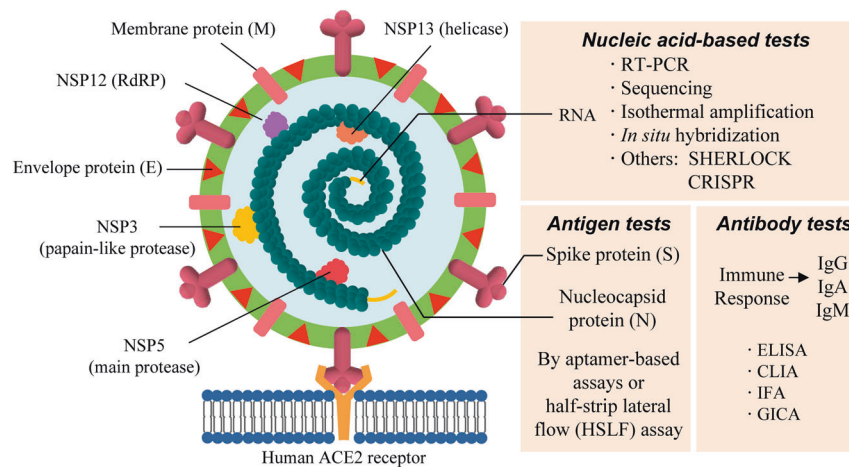 Membrane protein (M)
NSP13 (helicase)
NSP12 (RdRP)
Envelope protein (E)
NSP3
(papain-like protease)
NSP5
(main protease)
Human ACE2 receptor
RNA
Nucleic acid-based tests
· RT-PCR
· Sequencing
· Isothermal amplification
· In situ hybridization
· Others: SHERLOCK
CRISPR
Antigen tests
Spike protein (S)
Nucleocapsid
protein (N)
By aptamer-based
assays or
half-strip lateral
flow (HSLF) assay
Antibody tests
Immune
Response
IgG
IgA
IgM
· ELISA
· CLIA
· IFA
· GICA